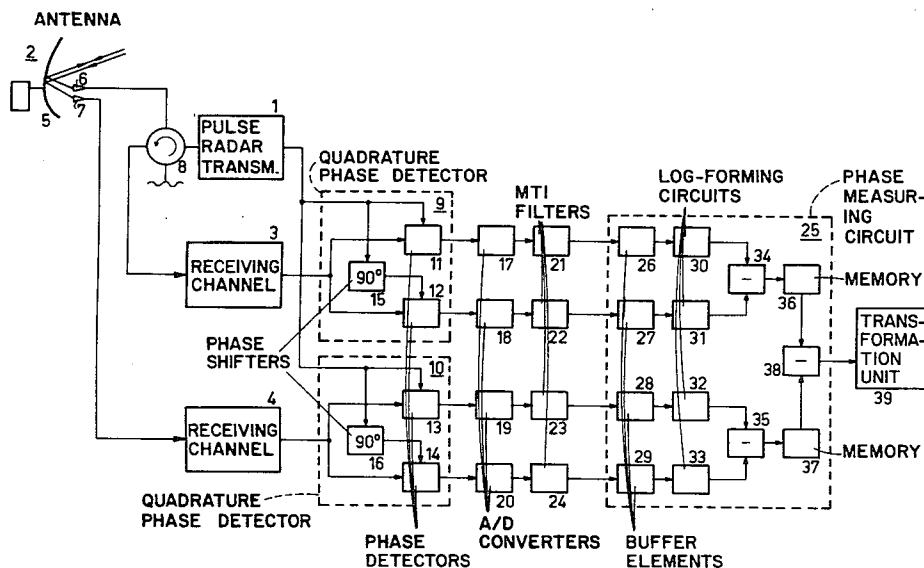 ANTENNA
2
6
5
7
8
1
PULSE
RADAR
TRANSM.
3
RECEIVING
CHANNEL
4
RECEIVING
CHANNEL
QUADRATURE
PHASE DETECTOR
9
11
90°
15
12
PHASE
SHIFTERS
10
13
90°
16
14
QUADRATURE
PHASE DETECTOR
PHASE
DETECTORS
17
18
19
20
A/D
CONVERTERS
MTI
FILTERS
21
22
23
24
LOG-FORMING
CIRCUITS
26
27
28
29
BUFFER
ELEMENTS
30
31
32
33
34
−
35
−
PHASE
MEASUR-
ING
CIRCUIT
25
36
MEMORY
38
−
37
MEMORY
TRANS-
FORMA-
TION
UNIT
39